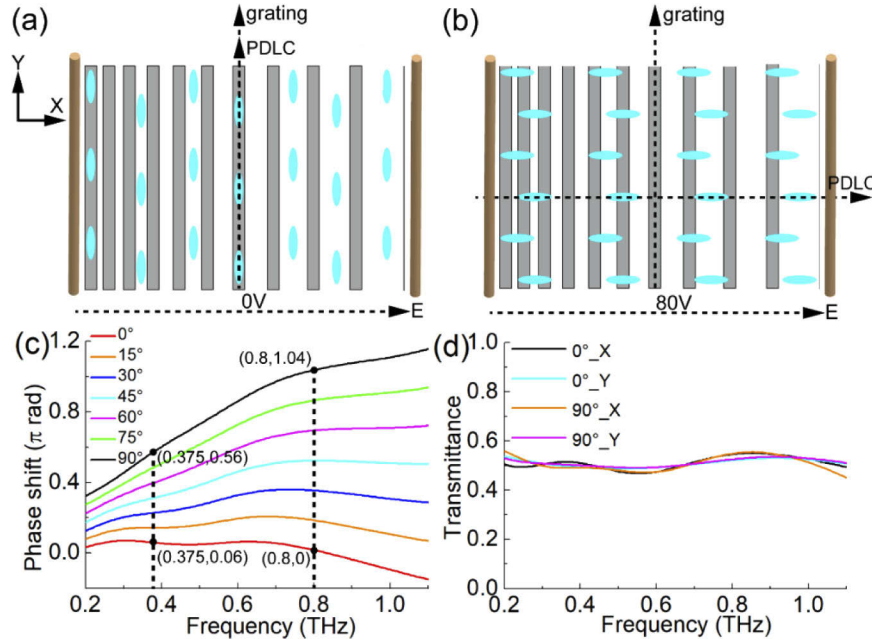 (a)
grating
PDLC
Y
X
0V
E
(b)
grating
PDLC
80V
E
(c)
1.2
0.8
0.4
0.0
Phase shift (π rad)
0°
15°
30°
45°
60°
75°
90°
(0.8,1.04)
(0.375,0.56)
(0.375,0.06)
(0.8,0)
0.2 0.4 0.6 0.8 1.0
Frequency (THz)
(d)
1.0
0.8
0.6
0.4
0.2
0.0
Transmittance
0°_X
0°_Y
90°_X
90°_Y
0.2 0.4 0.6 0.8 1.0
Frequency (THz)